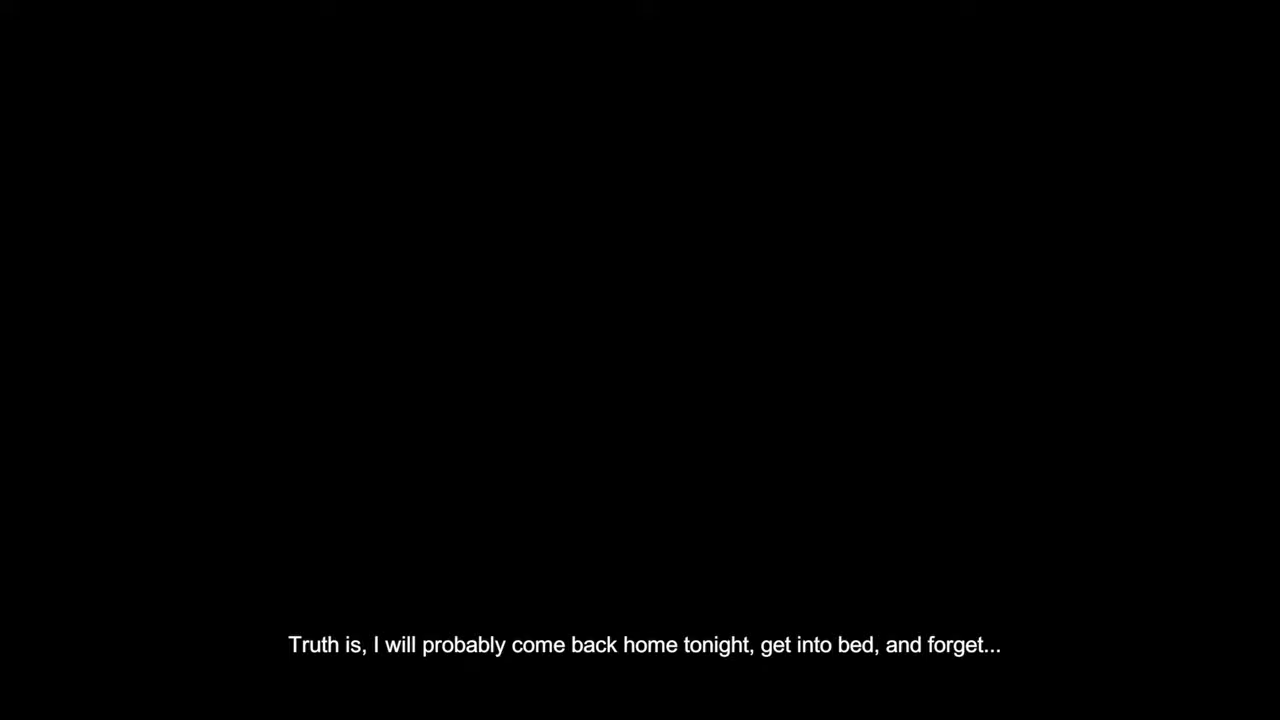 Truth is, I will probably come back home tonight, get into bed, and forget...